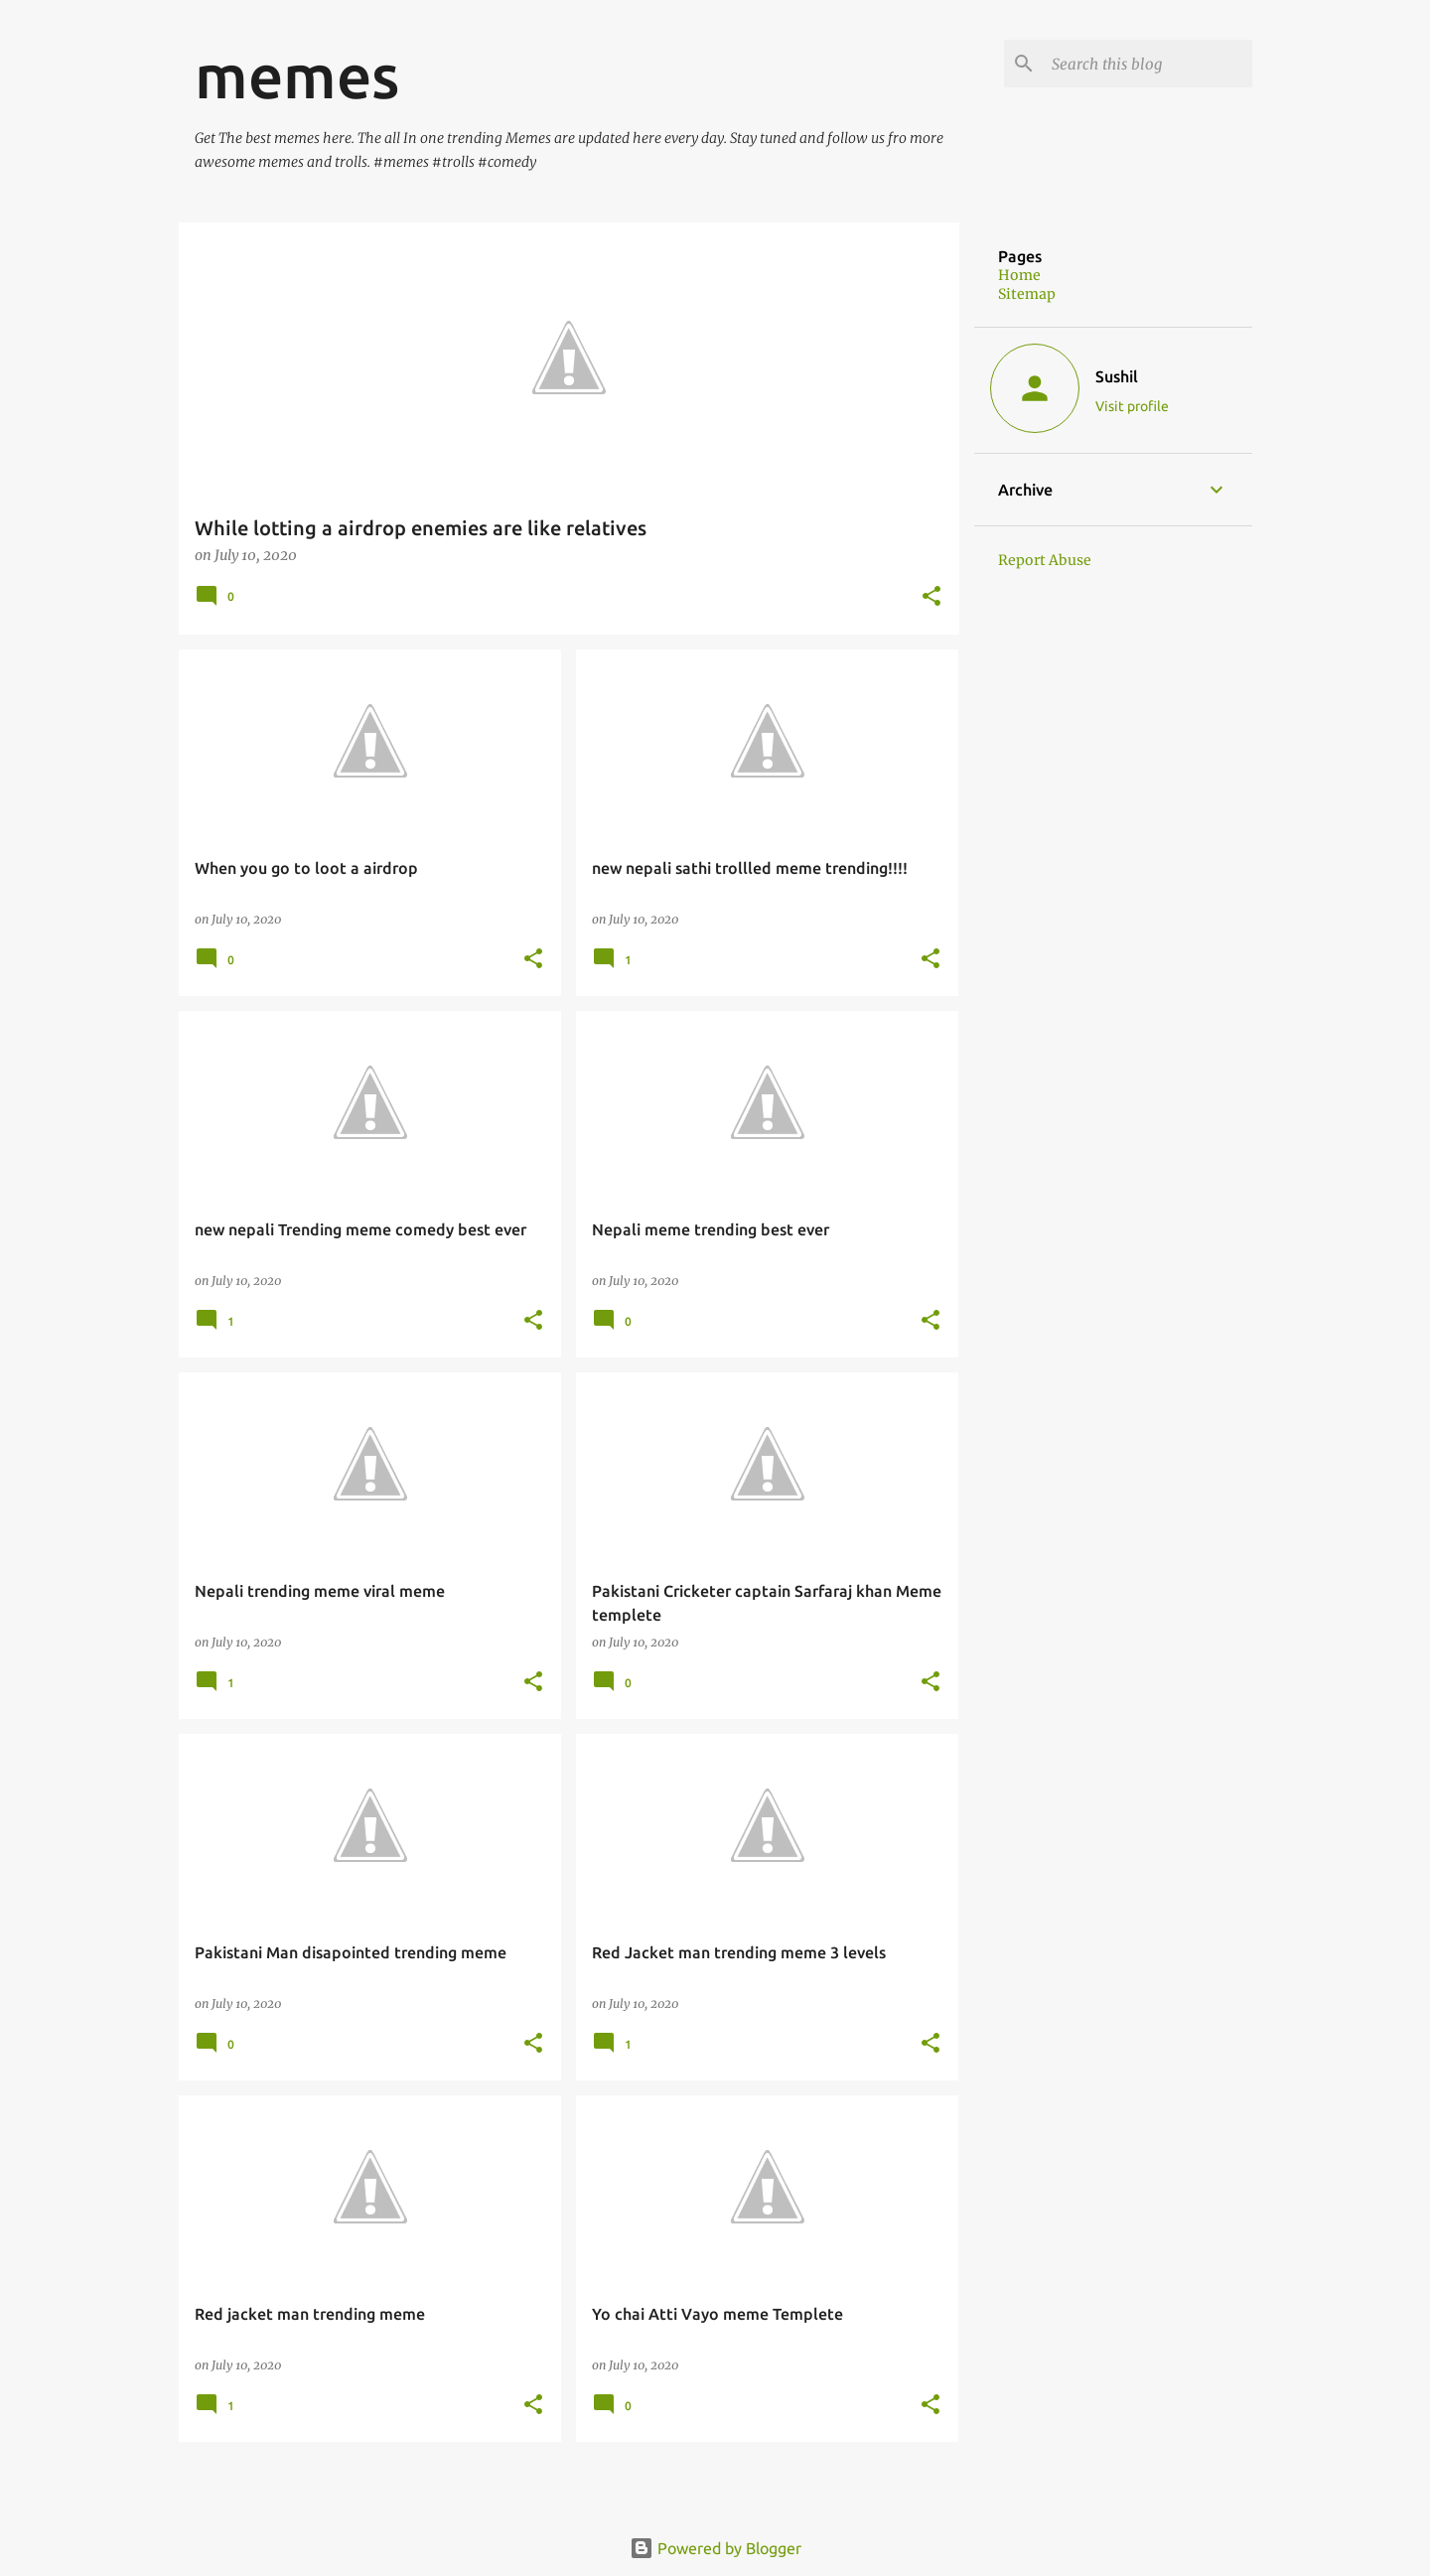 memes
Search this blog
Get The best memes here. The all In one trending Memes are updated here every day. Stay tuned and follow us fro more
awesome memes and trolls. #memes #trolls #comedy
Pages
Home
Sitemap
Sushil
Visit profile
Archive
Report Abuse
While lotting a airdrop enemies are like relatives
on July 10, 2020
0
When you go to loot a airdrop
on July 10, 2020
0
new nepali sathi trollled meme trending!!!!
on July 10, 2020
1
new nepali Trending meme comedy best ever
on July 10, 2020
1
Nepali meme trending best ever
on July 10, 2020
0
Nepali trending meme viral meme
on July 10, 2020
1
Pakistani Cricketer captain Sarfaraj khan Meme
templete
on July 10, 2020
0
Pakistani Man disapointed trending meme
on July 10, 2020
0
Red Jacket man trending meme 3 levels
on July 10, 2020
1
Red jacket man trending meme
on July 10, 2020
1
Yo chai Atti Vayo meme Templete
on July 10, 2020
0
Powered by Blogger